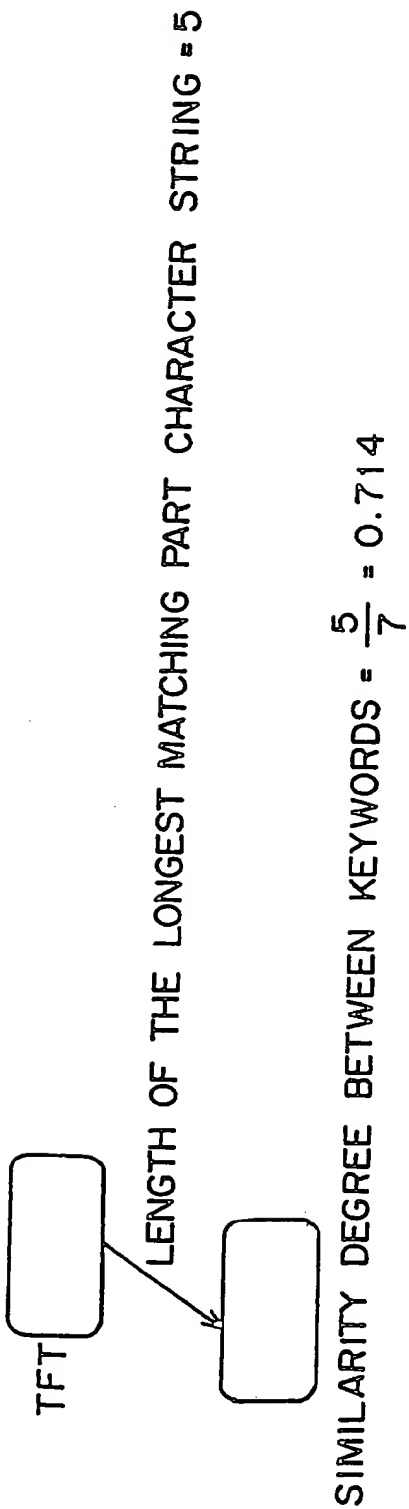 TFT
LENGTH OF THE LONGEST MATCHING PART CHARACTER STRING = 5
SIMILARITY DEGREE BETWEEN KEYWORDS = 5/7 = 0.714